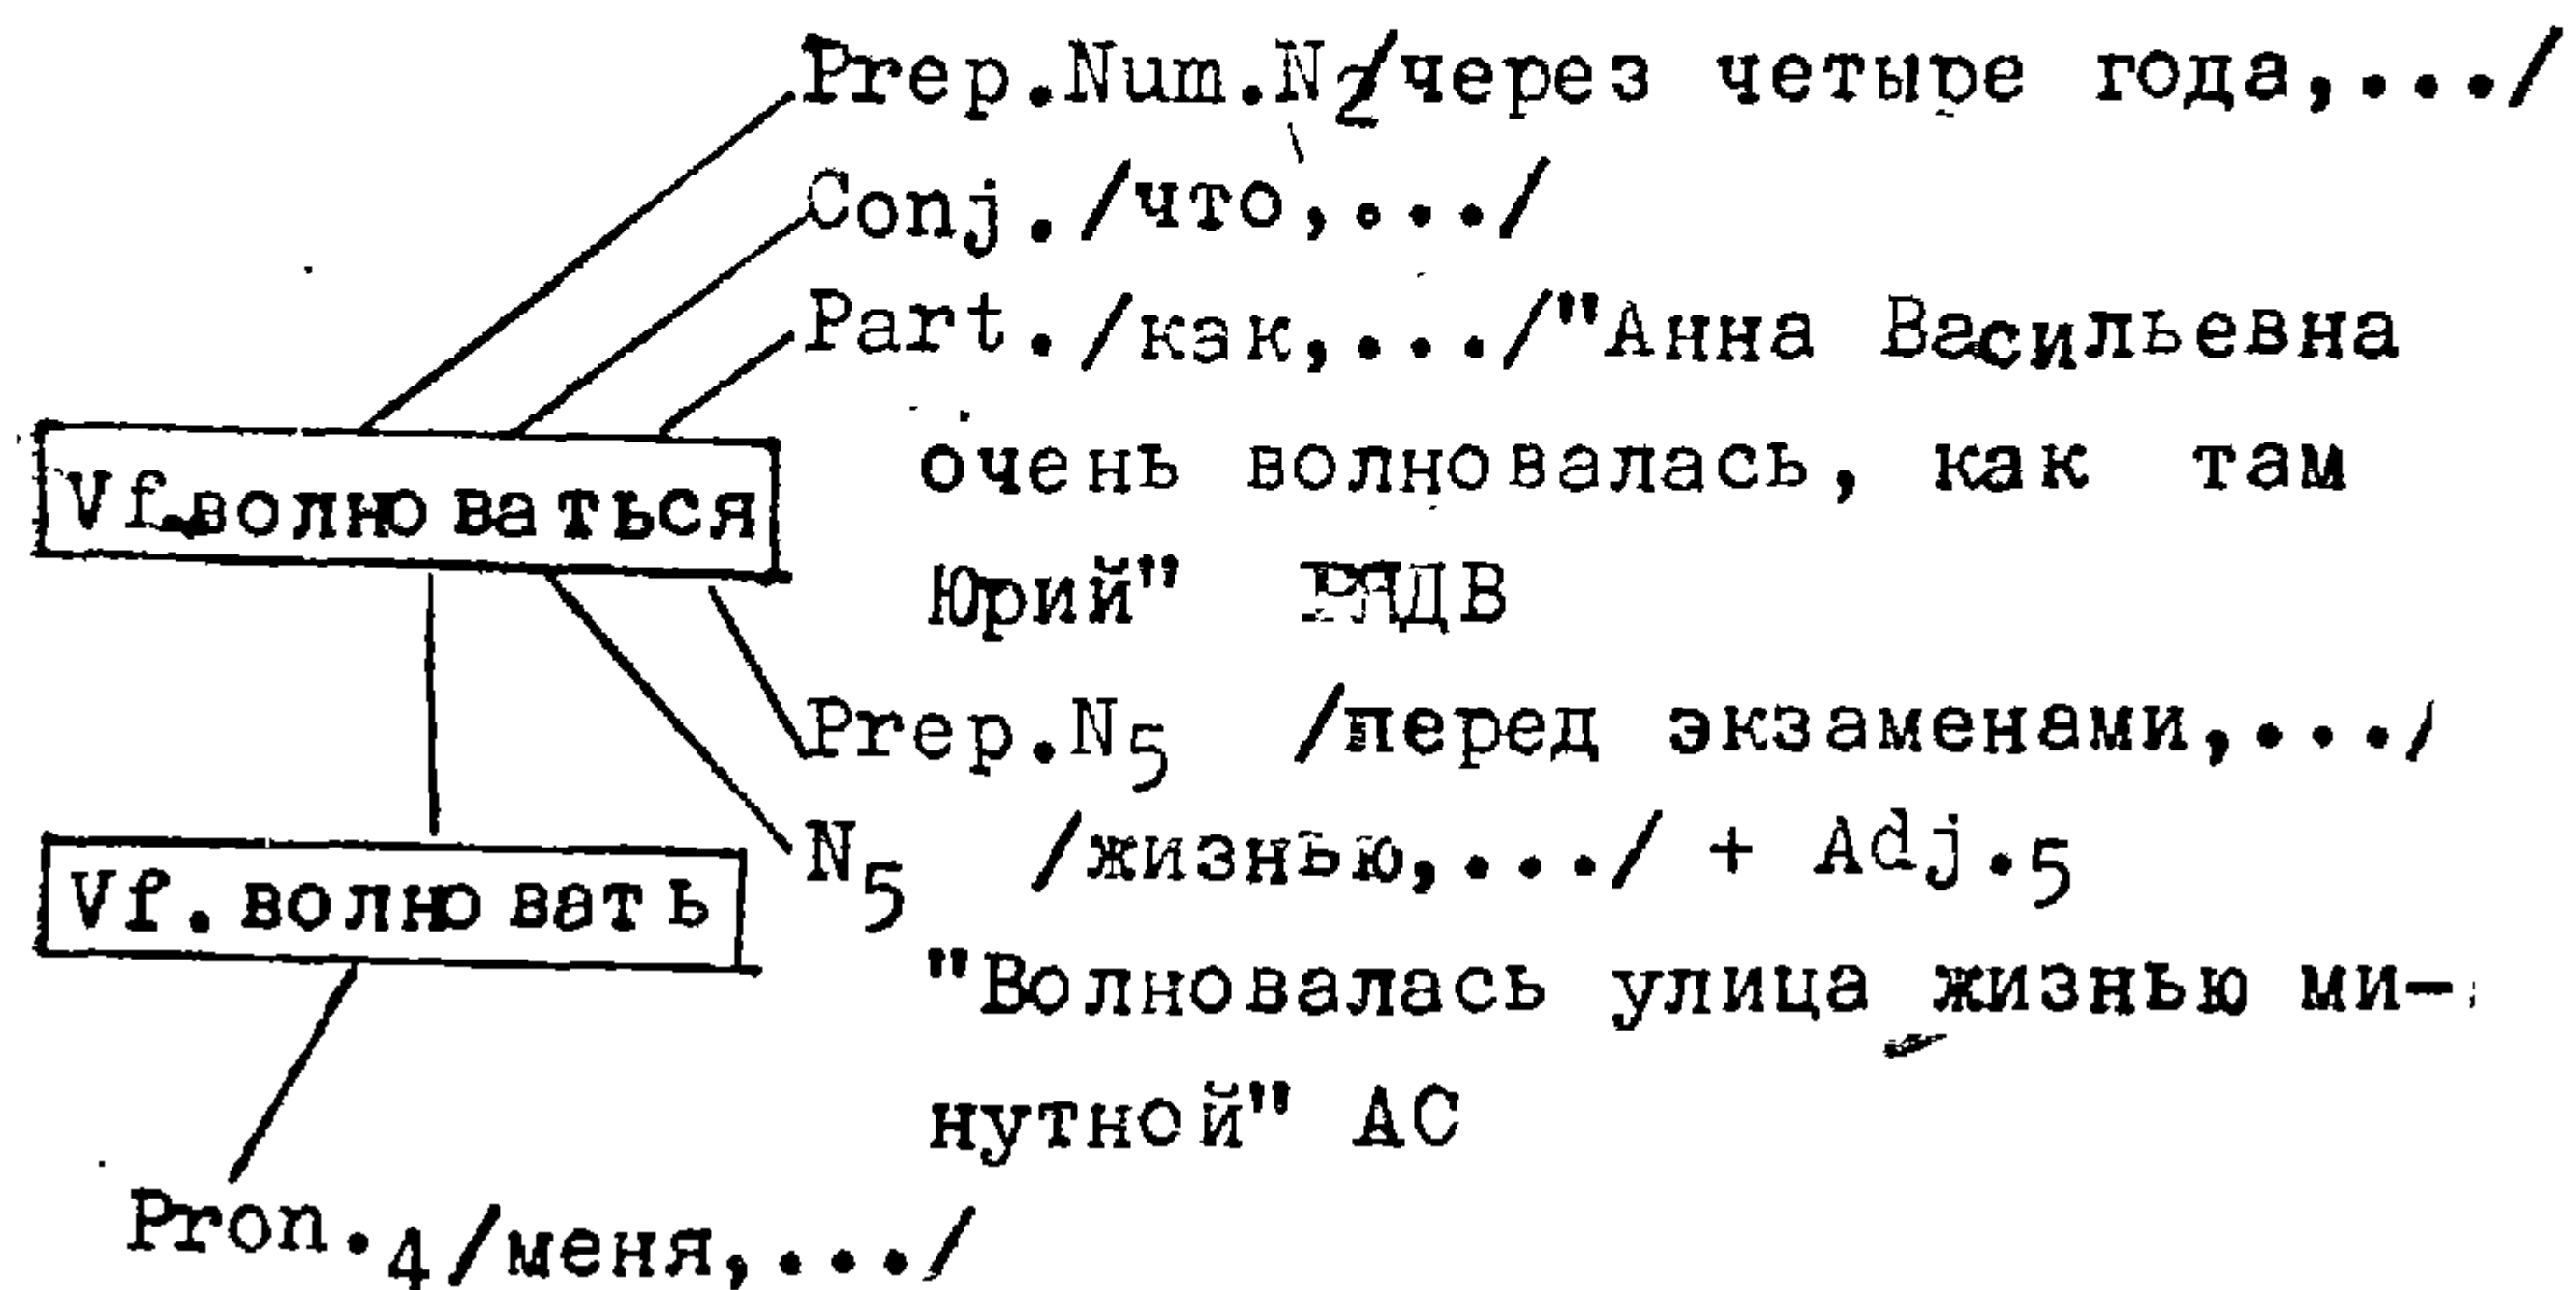 Prep.Num.N2/через четыре года,.../
Conj./что,.../
Part./как,.../"Анна Васильевна
очень волновалась, как там
Vf.волноваться
Юрий" ДВ
Prep.N5 /перед экзаменами,.../
N5 /жизнью,.../ + Adj.5
Vf.волновать
"Волновалась улица жизнью ми-
нутной" АС
Pron.4/меня,.../